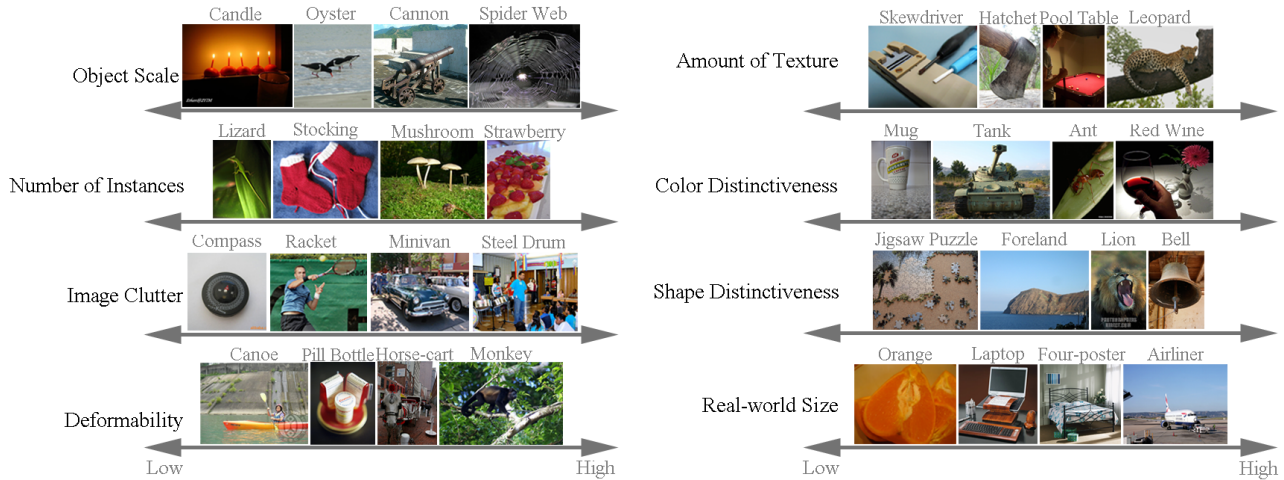 Candle Oyster Cannon Spider Web
Object Scale
Lizard Stocking Mushroom Strawberry
Number of Instances
Compass Racket Minivan Steel Drum
Image Clutter
Canoe Pill Bottle Horse-cart Monkey
Deformability
Low High
Skewdriver Hatchet Pool Table Leopard
Amount of Texture
Mug Tank Ant Red Wine
Color Distinctiveness
Jigsaw Puzzle Foreland Lion Bell
Shape Distinctiveness
Orange Laptop Four-poster Airliner
Real-world Size
Low High